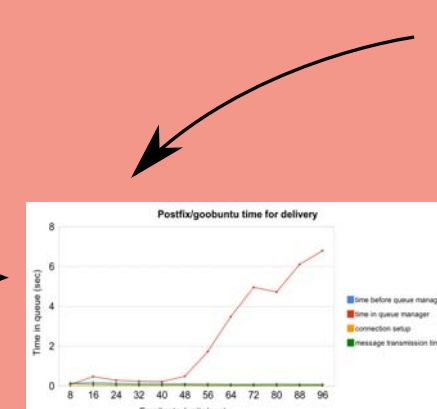 Postfix/goobuntu time for delivery
8
6
4
2
0
Time in queue (sec)
8 16 24 32 40 48 56 64 72 80 88 96
time before queue manag
time in queue manager
connection setup
message transmission tim